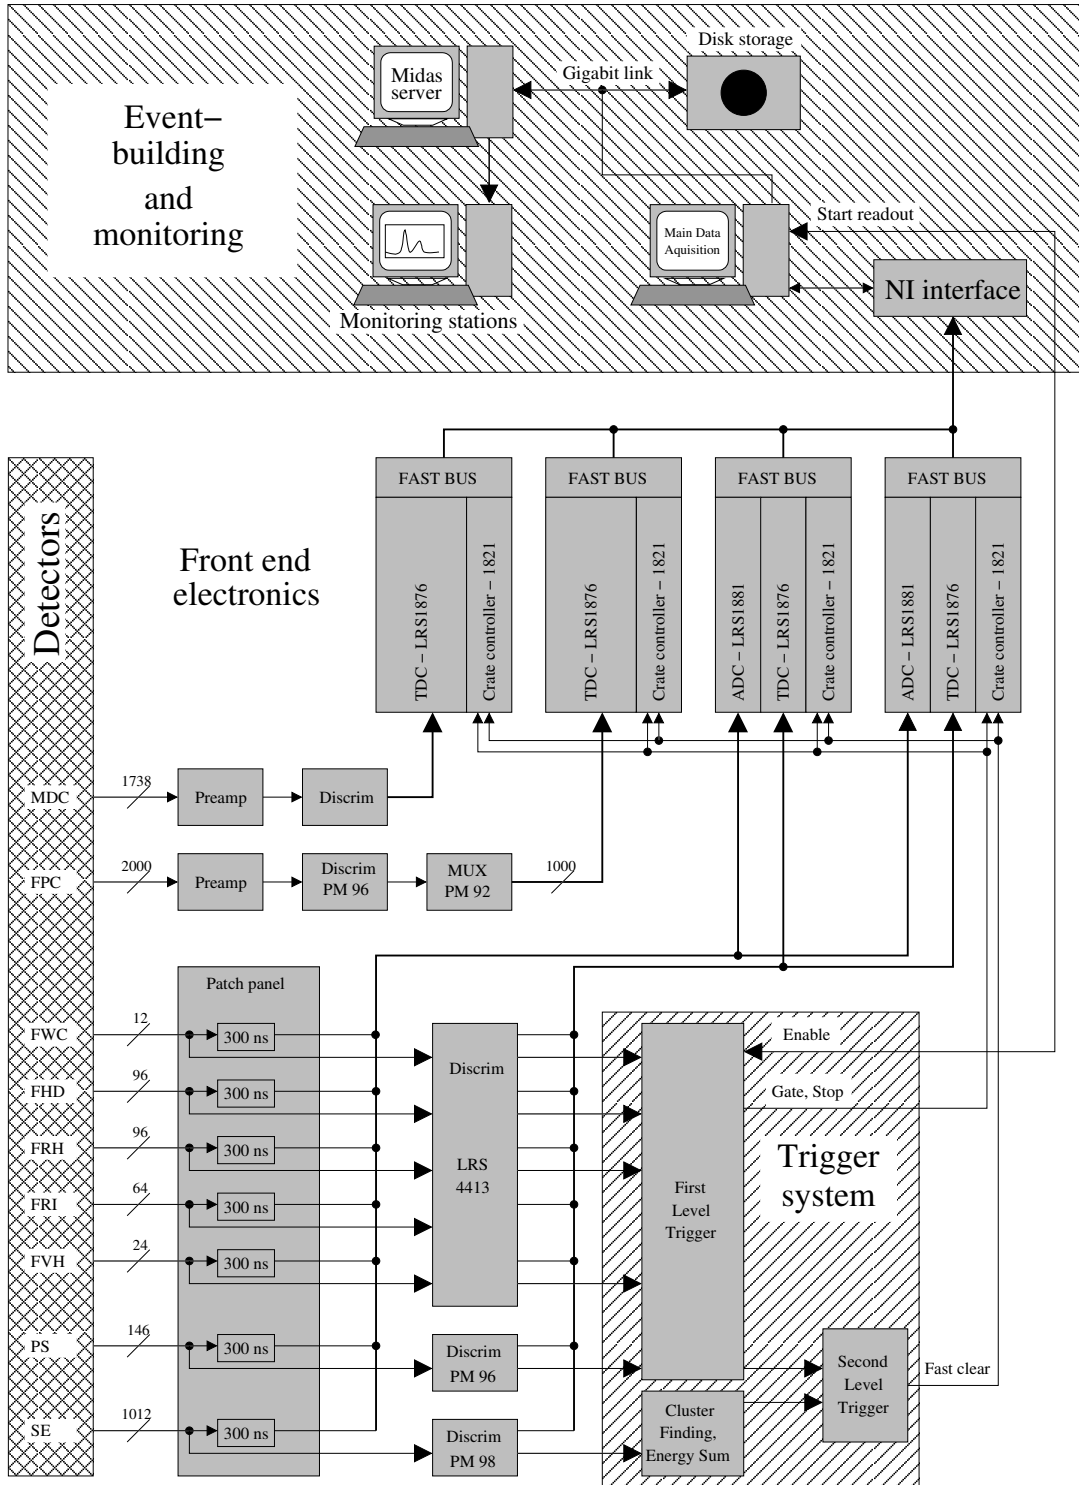 Disk storage
Midas
server
Gigabit link
Event−
building
and
monitoring
Main Data
Aquisition
Start readout
NI interface
Monitoring stations
FAST BUS
FAST BUS
FAST BUS
FAST BUS
Detectors
Front end
electronics
TDC − LRS1876
Crate controller − 1821
TDC − LRS1876
Crate controller − 1821
ADC − LRS1881
TDC − LRS1876
Crate controller − 1821
ADC − LRS1881
TDC − LRS1876
Crate controller − 1821
MDC
1738
Preamp
Discrim
FPC
2000
Preamp
Discrim
PM 96
MUX
PM 92
1000
Patch panel
FWC
12
300 ns
FHD
96
300 ns
FRH
96
300 ns
FRI
64
300 ns
FVH
24
300 ns
PS
146
300 ns
SE
1012
300 ns
Discrim
LRS
4413
Discrim
PM 96
Discrim
PM 98
First
Level
Trigger
Enable
Gate, Stop
Trigger
system
Cluster
Finding,
Energy Sum
Second
Level
Trigger
Fast clear